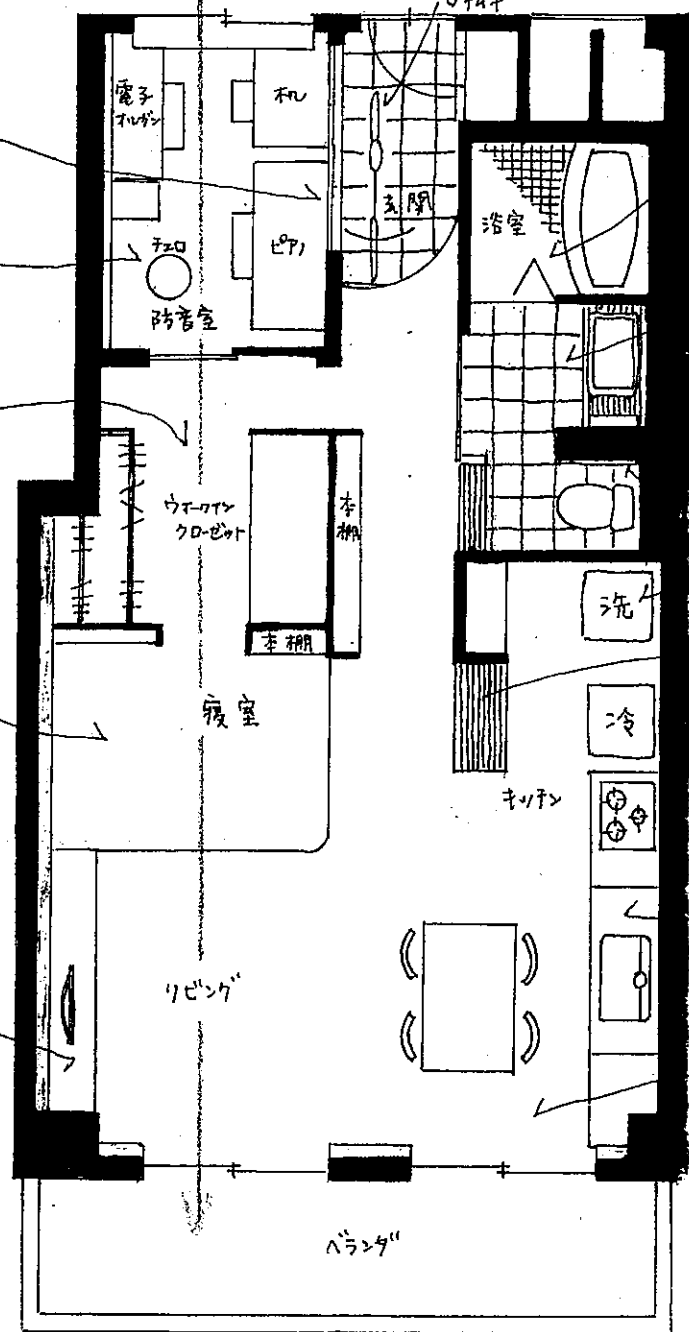 電子
オルガン
机
玄関
浴室
ピアノ
チェロ
防音室
ウォークイン
クローゼット
本棚
本棚
洗
寝室
冷
キッチン
リビング
ベランダ